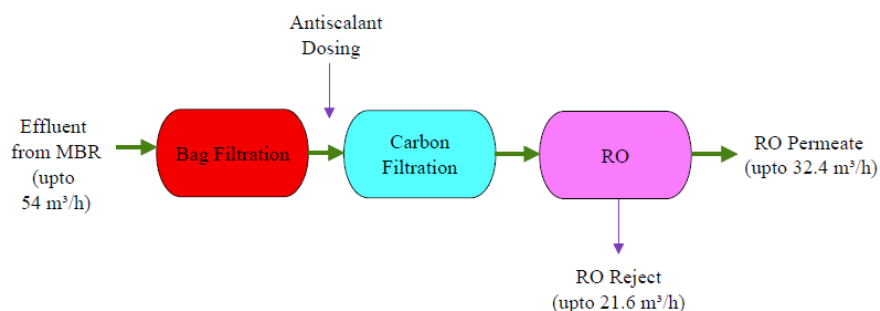 Antiscalant
Dosing
Effluent
from MBR
(upto
54 m³/h)
Bag Filtration
Carbon
Filtration
RO
RO Permeate
(upto 32.4 m³/h)
RO Reject
(upto 21.6 m³/h)